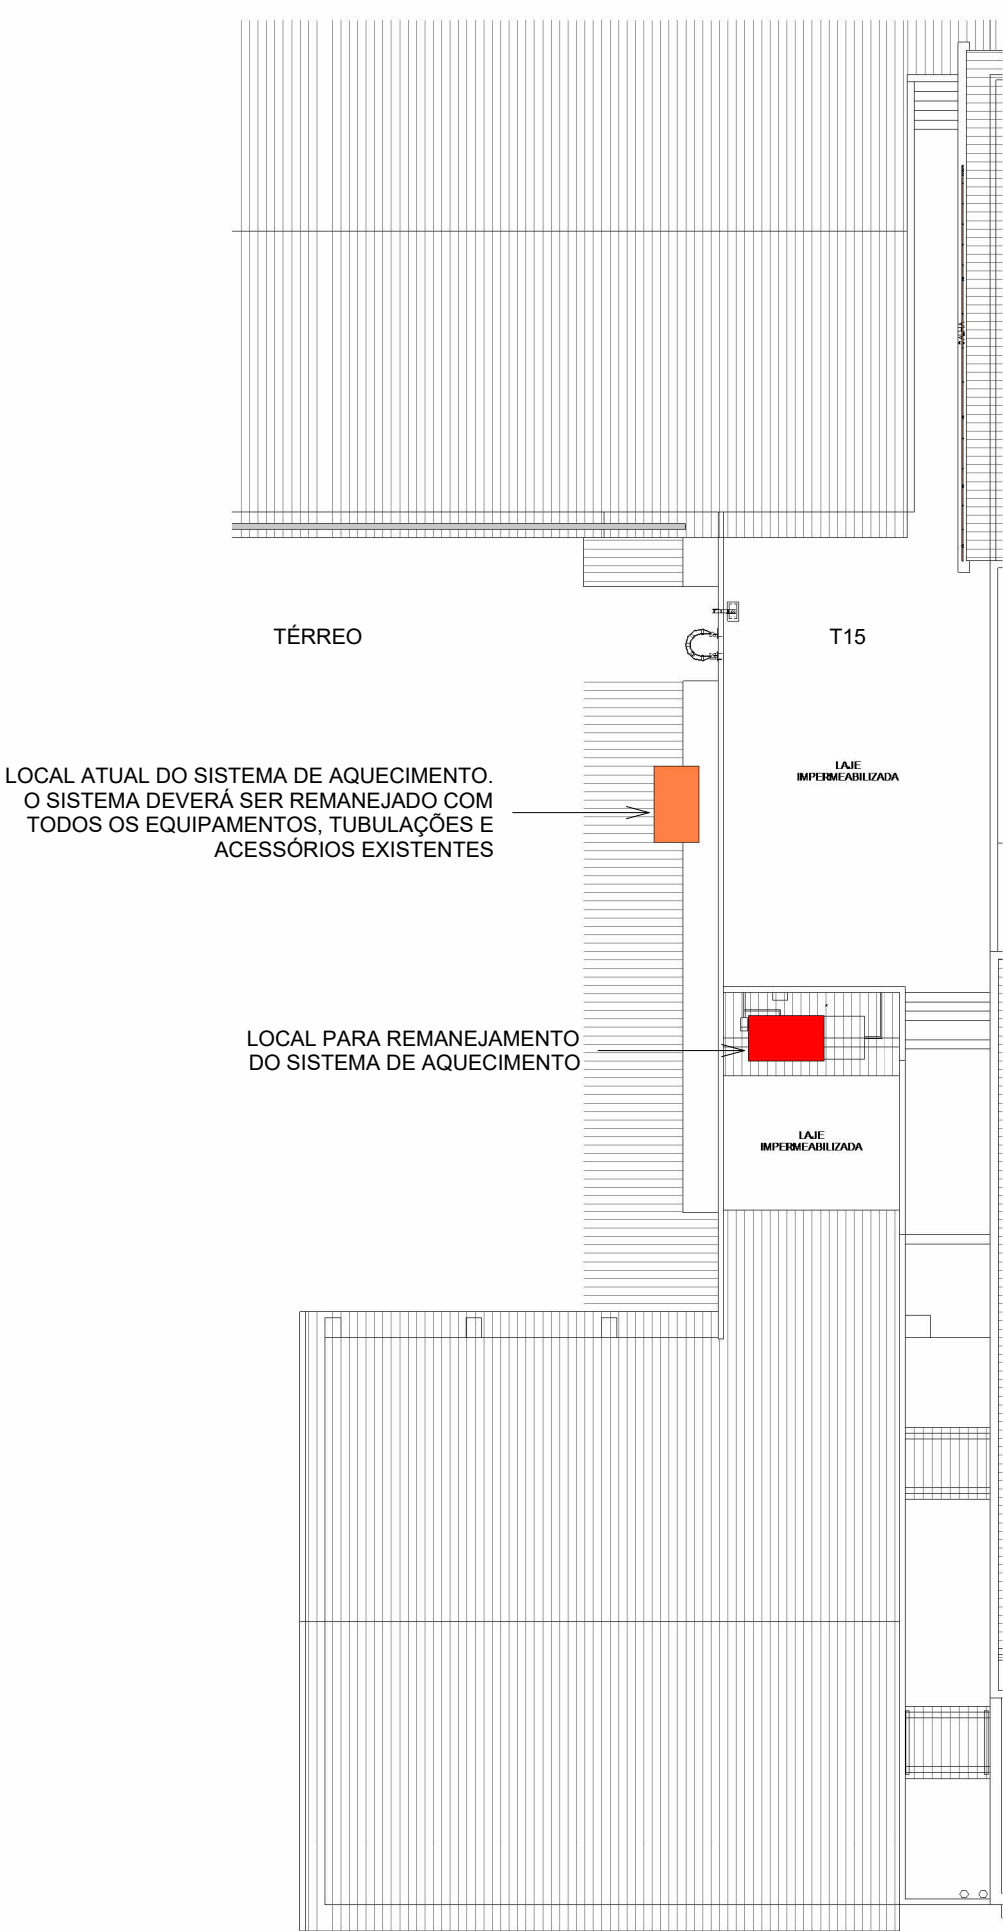 TÉRREO
T15
LAJE
IMPERMEABILIZADA
LOCAL ATUAL DO SISTEMA DE AQUECIMENTO.
O SISTEMA DEVERÁ SER REMANEJADO COM
TODOS OS EQUIPAMENTOS, TUBULAÇÕES E
ACESSÓRIOS EXISTENTES
LOCAL PARA REMANEJAMENTO
DO SISTEMA DE AQUECIMENTO
LAJE
IMPERMEABILIZADA